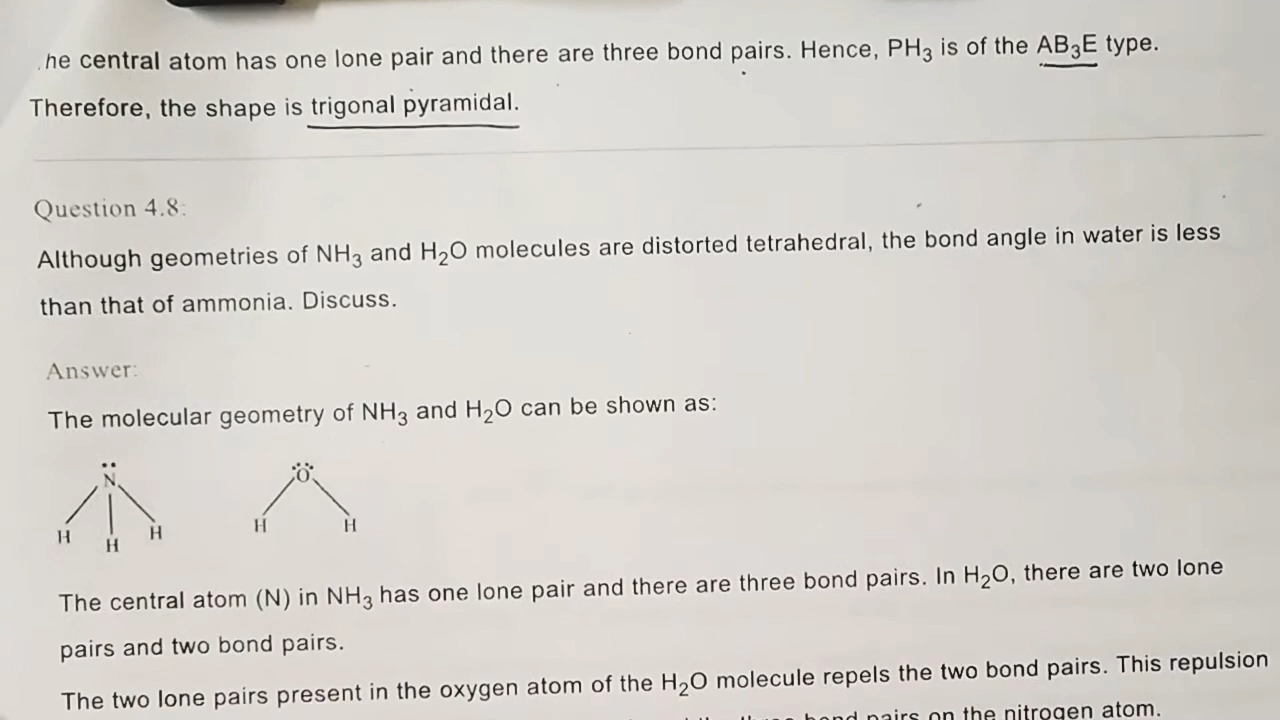 he central atom has one lone pair and there are three bond pairs. Hence, PH₃ is of the AB₃E type.
Therefore, the shape is trigonal pyramidal.
Question 4.8:
Although geometries of NH₃ and H₂O molecules are distorted tetrahedral, the bond angle in water is less
than that of ammonia. Discuss.
Answer:
The molecular geometry of NH₃ and H₂O can be shown as:
N O
H H H H H
The central atom (N) in NH₃ has one lone pair and there are three bond pairs. In H₂O, there are two lone
pairs and two bond pairs.
The two lone pairs present in the oxygen atom of the H₂O molecule repels the two bond pairs. This repulsion
bond pairs on the nitrogen atom.